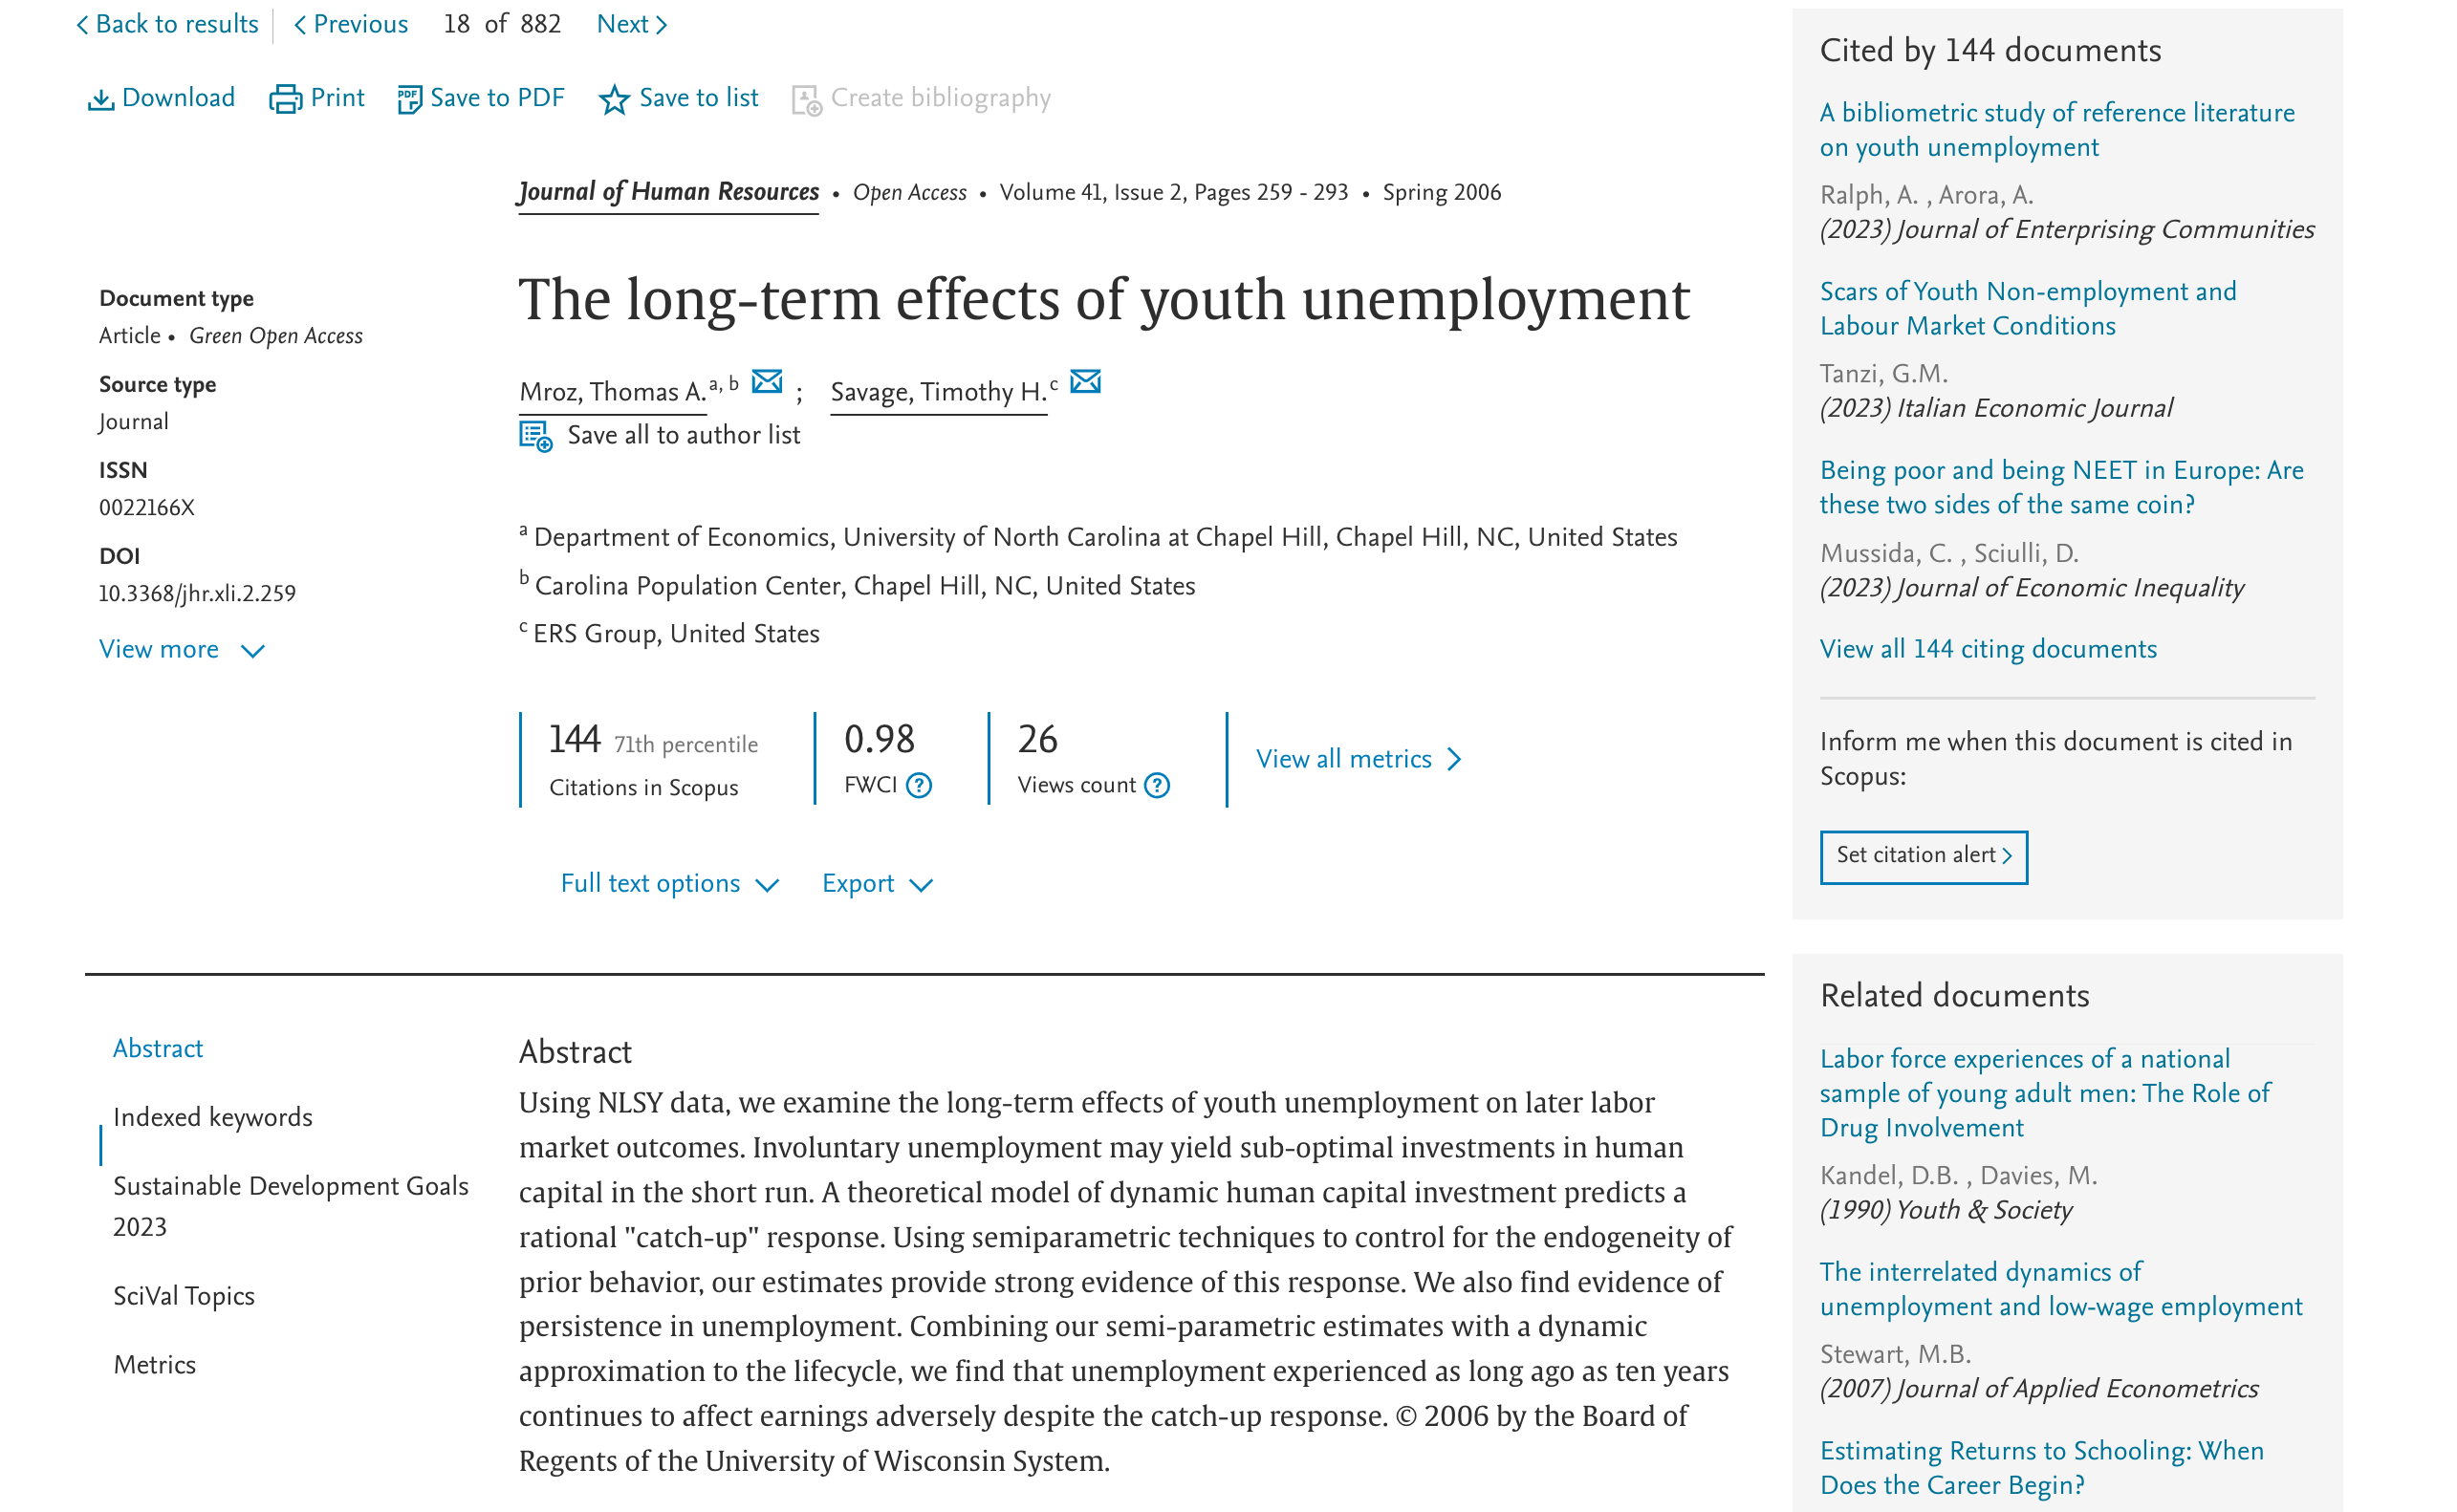 Back to results
Previous 18 of 882 Next
Download Print Save to PDF Save to list Create bibliography
Journal of Human Resources • Open Access • Volume 41, Issue 2, Pages 259 - 293 • Spring 2006
Document type
Article • Green Open Access
Source type
Journal
ISSN
0022166X
DOI
10.3368/jhr.xli.2.259
View more
The long-term effects of youth unemployment
Mroz, Thomas A.a, b ; Savage, Timothy H.c
Save all to author list
a Department of Economics, University of North Carolina at Chapel Hill, Chapel Hill, NC, United States
b Carolina Population Center, Chapel Hill, NC, United States
c ERS Group, United States
144 71th percentile
Citations in Scopus
0.98
FWCI ?
26
Views count ?
View all metrics
Full text options Export
Abstract
Indexed keywords
Sustainable Development Goals
2023
SciVal Topics
Metrics
Abstract
Using NLSY data, we examine the long-term effects of youth unemployment on later labor
market outcomes. Involuntary unemployment may yield sub-optimal investments in human
capital in the short run. A theoretical model of dynamic human capital investment predicts a
rational "catch-up" response. Using semiparametric techniques to control for the endogeneity of
prior behavior, our estimates provide strong evidence of this response. We also find evidence of
persistence in unemployment. Combining our semi-parametric estimates with a dynamic
approximation to the lifecycle, we find that unemployment experienced as long ago as ten years
continues to affect earnings adversely despite the catch-up response. © 2006 by the Board of
Regents of the University of Wisconsin System.
Cited by 144 documents
A bibliometric study of reference literature
on youth unemployment
Ralph, A. , Arora, A.
(2023) Journal of Enterprising Communities
Scars of Youth Non-employment and
Labour Market Conditions
Tanzi, G.M.
(2023) Italian Economic Journal
Being poor and being NEET in Europe: Are
these two sides of the same coin?
Mussida, C. , Sciulli, D.
(2023) Journal of Economic Inequality
View all 144 citing documents
Inform me when this document is cited in
Scopus:
Set citation alert
Related documents
Labor force experiences of a national
sample of young adult men: The Role of
Drug Involvement
Kandel, D.B. , Davies, M.
(1990) Youth & Society
The interrelated dynamics of
unemployment and low-wage employment
Stewart, M.B.
(2007) Journal of Applied Econometrics
Estimating Returns to Schooling: When
Does the Career Begin?